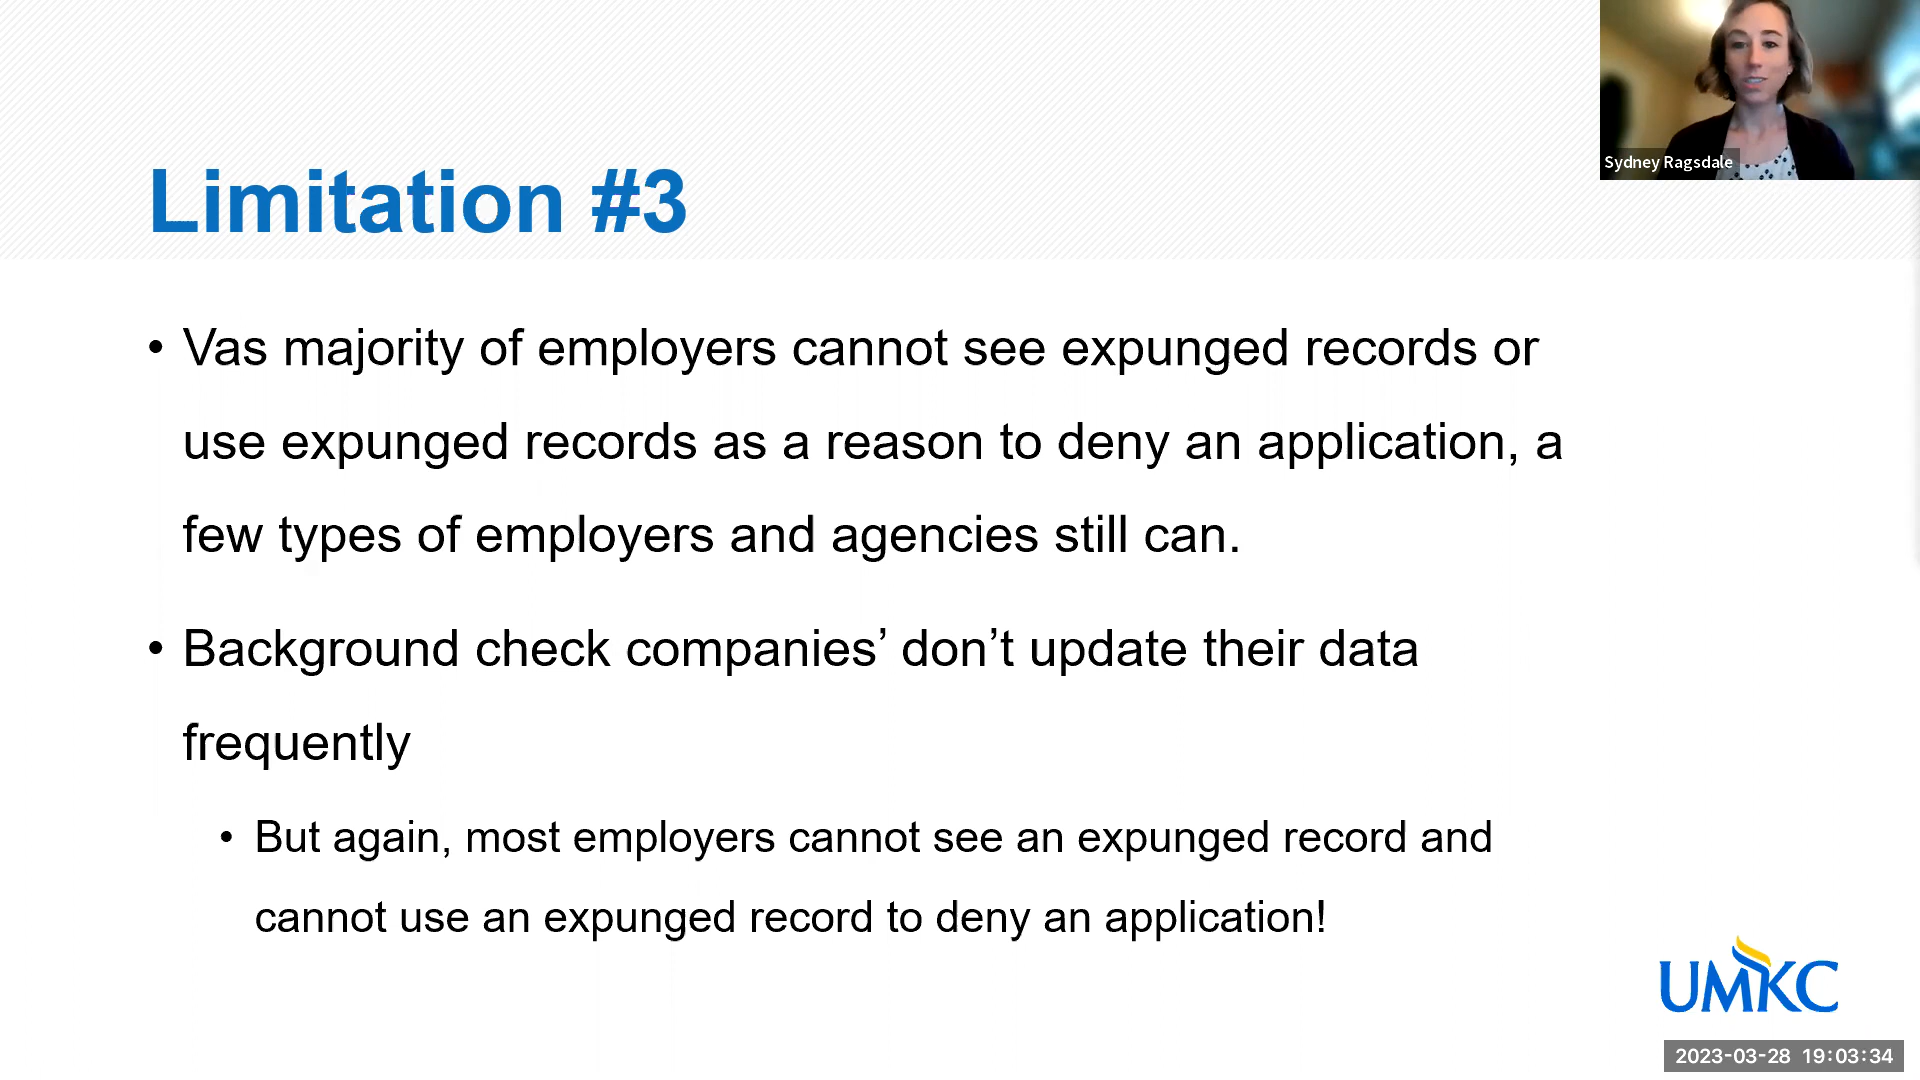 Sydney Ragsdale
Limitation #3
• Vas majority of employers cannot see expunged records or
use expunged records as a reason to deny an application, a
few types of employers and agencies still can.
• Background check companies’ don’t update their data
frequently
• But again, most employers cannot see an expunged record and
cannot use an expunged record to deny an application!
UMKC
2023-03-28 19:03:34